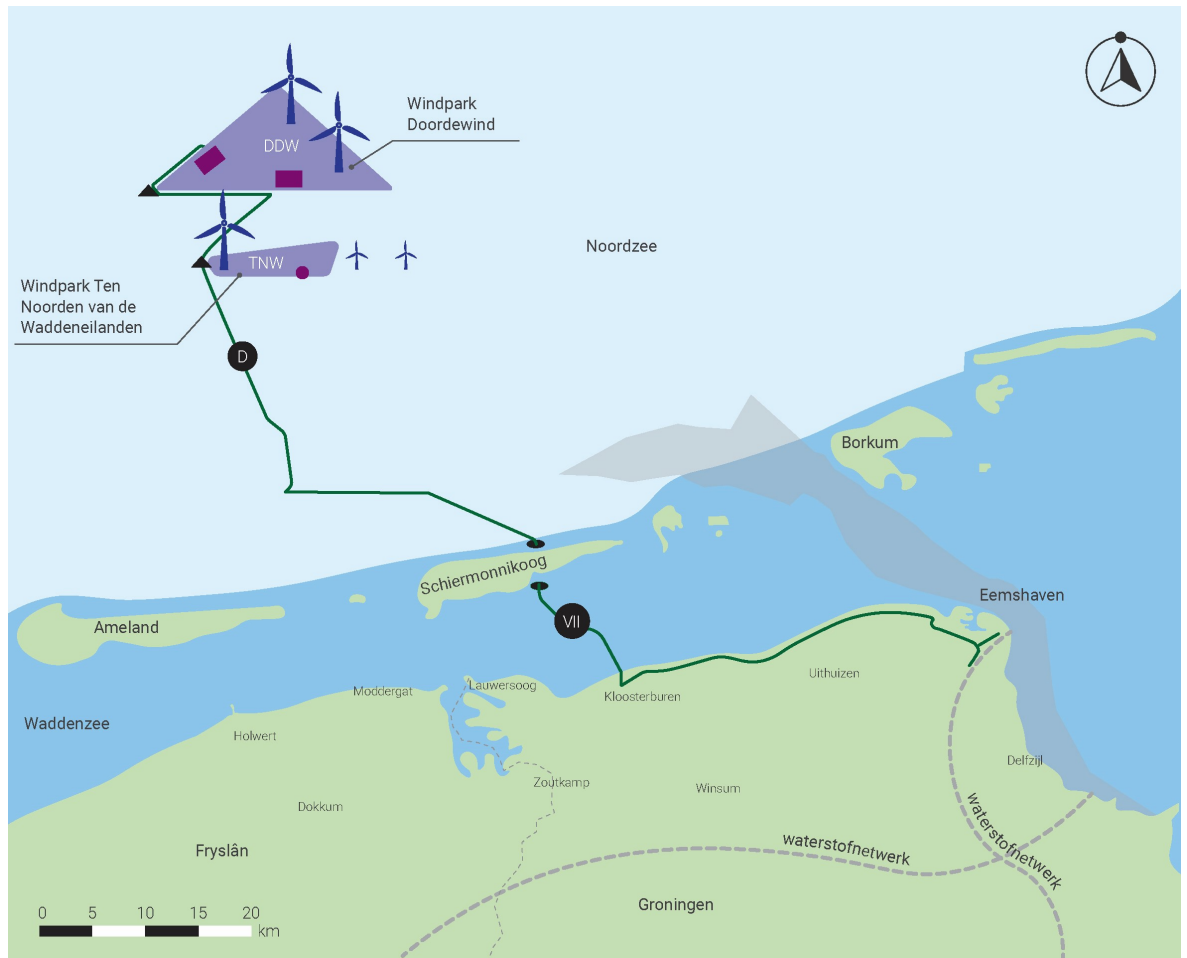 Windpark
Doordewind
DDW
Noordzee
TNW
Windpark Ten
Noorden van de
Waddeneilanden
D
Borkum
Schiermonnikoog
Eemshaven
VII
Ameland
Uithuizen
Lauwersoog
Moddergat
Kloosterburen
Waddenzee
Holwert
Delfzijl
Zoutkamp
Winsum
Dokkum
waterstofnetwerk
waterstofnetwerk
Fryslân
Groningen
0 5 10 15 20
km